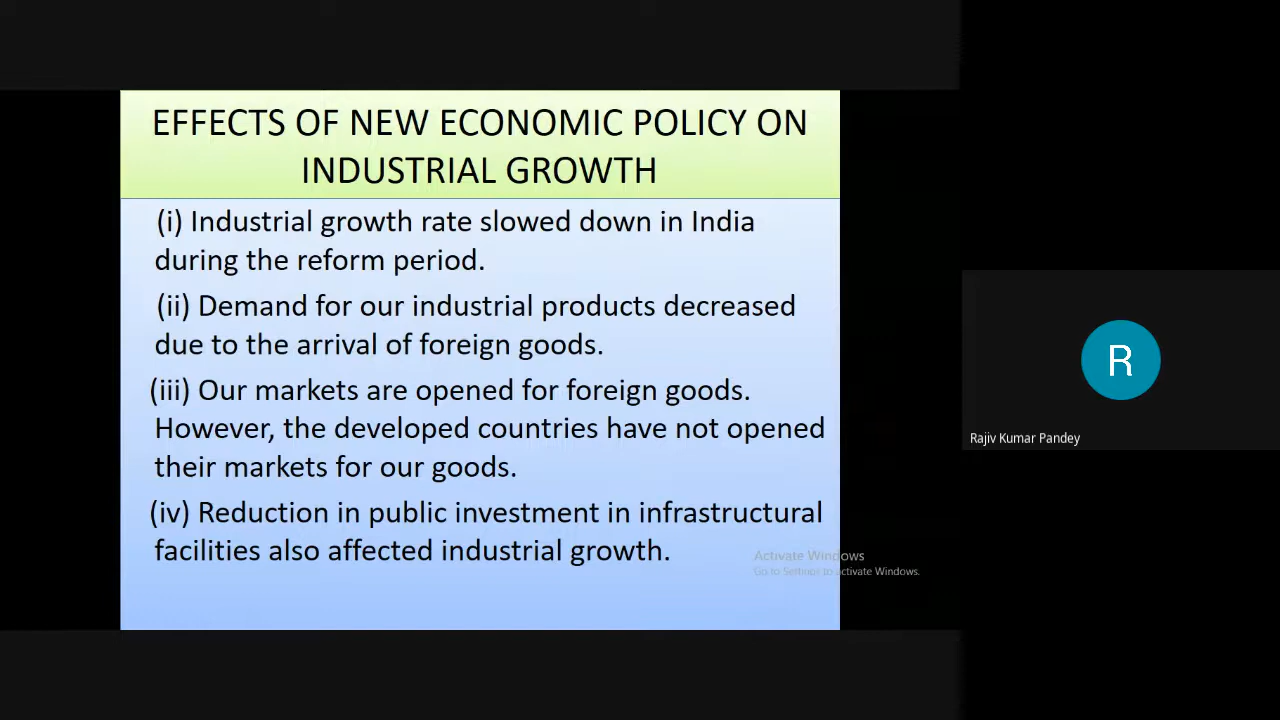 EFFECTS OF NEW ECONOMIC POLICY ON
INDUSTRIAL GROWTH
(i) Industrial growth rate slowed down in India
during the reform period.
(ii) Demand for our industrial products decreased
due to the arrival of foreign goods.
(iii) Our markets are opened for foreign goods.
However, the developed countries have not opened
their markets for our goods.
(iv) Reduction in public investment in infrastructural
facilities also affected industrial growth.
Activate Windows
Go to Settings to activate Windows.
R
Rajiv Kumar Pandey